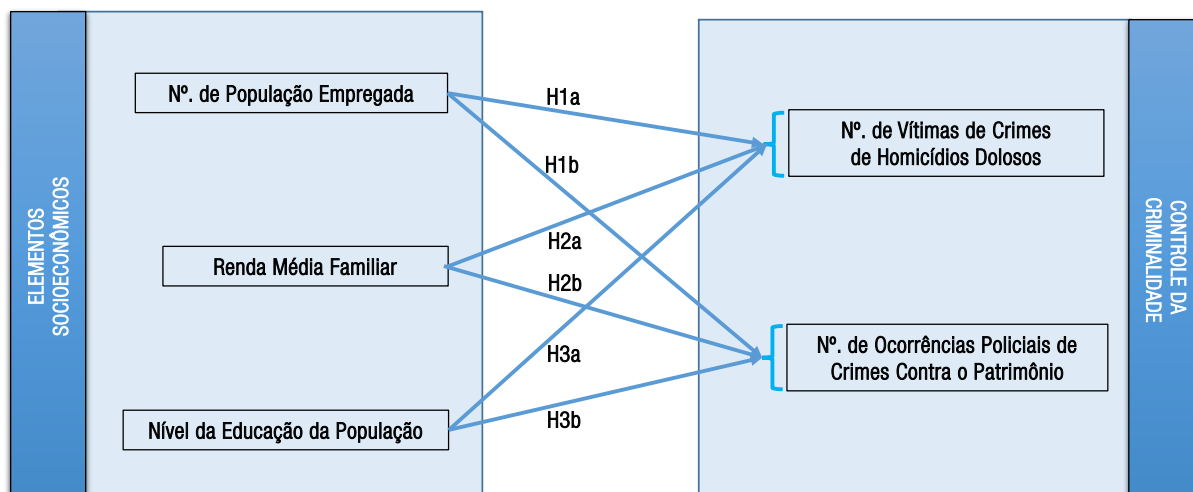 ELEMENTOS
SOCIOECONÔMICOS
Nº. de População Empregada
Renda Média Familiar
Nível da Educação da População
H1a
H1b
H2a
H2b
H3a
H3b
Nº. de Vítimas de Crimes
de Homicídios Dolosos
Nº. de Ocorrências Policiais de
Crimes Contra o Patrimônio
CONTROLE DA
CRIMINALIDADE